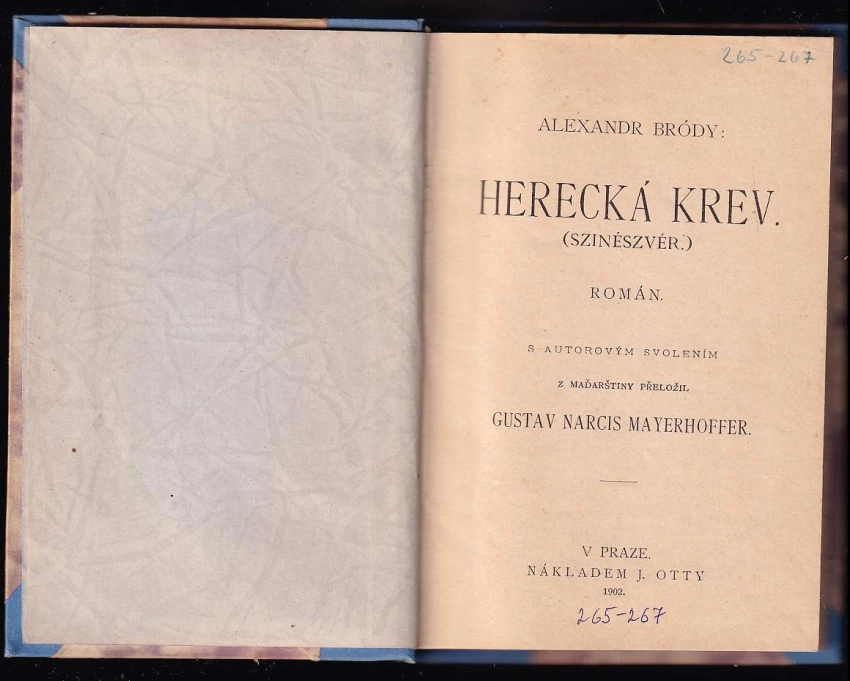 265-267
ALEXANDR BRÓDY:
HERECKÁ KREV.
(SZINÉSZVÉR.)
ROMÁN.
S AUTOROVÝM SVOLENÍM
Z MAĎARŠTINY PŘELOŽIL
GUSTAV NARCIS MAYERHOFFER.
V PRAZE.
NÁKLADEM J. OTTY
1902.
265-267